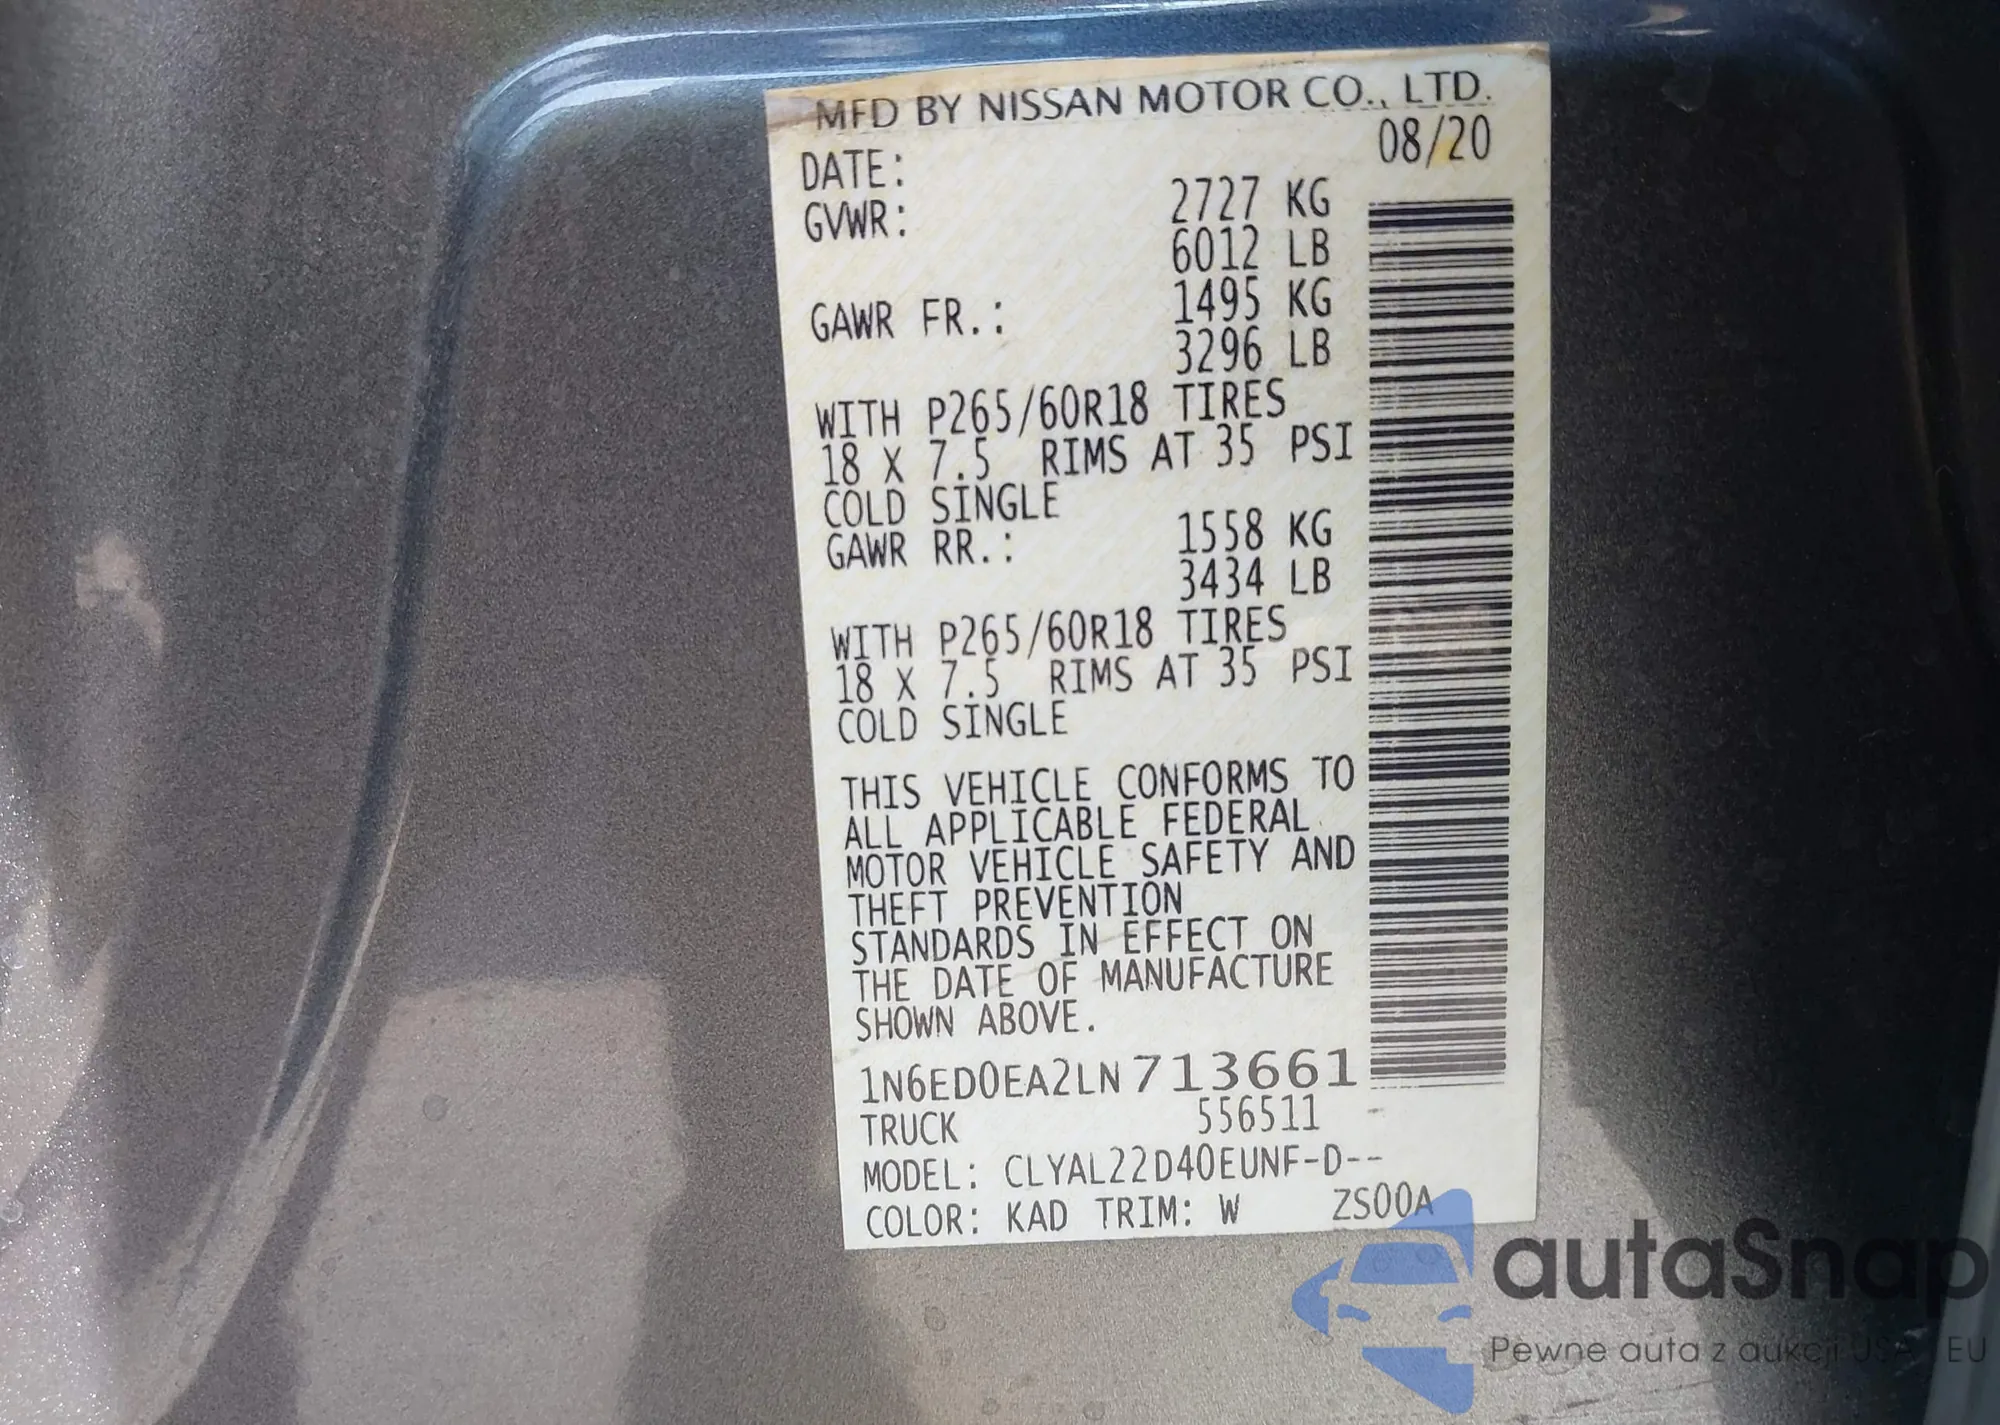 MFD BY NISSAN MOTOR CO., LTD.
DATE: 08/20
GVWR: 2727 KG
6012 LB
GAWR FR.: 1495 KG
3296 LB
WITH P265/60R18 TIRES
18 X 7.5 RIMS AT 35 PSI
COLD SINGLE
GAWR RR.: 1558 KG
3434 LB
WITH P265/60R18 TIRES
18 X 7.5 RIMS AT 35 PSI
COLD SINGLE
THIS VEHICLE CONFORMS TO
ALL APPLICABLE FEDERAL
MOTOR VEHICLE SAFETY AND
THEFT PREVENTION
STANDARDS IN EFFECT ON
THE DATE OF MANUFACTURE
SHOWN ABOVE.
1N6ED0EA2LN713661
TRUCK 556511 -
MODEL: CLYAL22D40EUNF-D--
COLOR: KAD TRIM: W ZS00A
autaSnap
Pewne auta z aukcji USA i EU